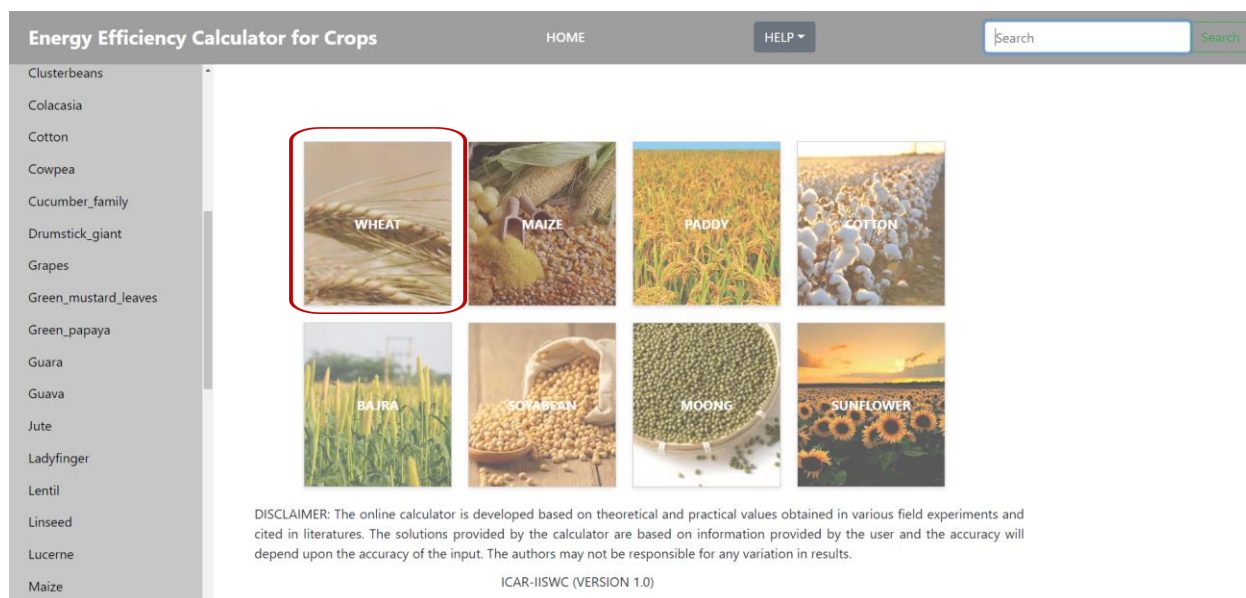 Energy Efficiency Calculator for Crops
HOME
HELP
Search
Search
Clusterbeans
Colacasia
Cotton
Cowpea
Cucumber_family
Drumstick_giant
Grapes
Green_mustard_leaves
Green_papaya
Guara
Guava
Jute
Ladyfinger
Lentil
Linseed
Lucerne
Maize
WHEAT
MAIZE
PADDY
COTTON
BAJRA
SOYABEAN
MOONG
SUNFLOWER
DISCLAIMER: The online calculator is developed based on theoretical and practical values obtained in various field experiments and
cited in literatures. The solutions provided by the calculator are based on information provided by the user and the accuracy will
depend upon the accuracy of the input. The authors may not be responsible for any variation in results.
ICAR-IISWC (VERSION 1.0)